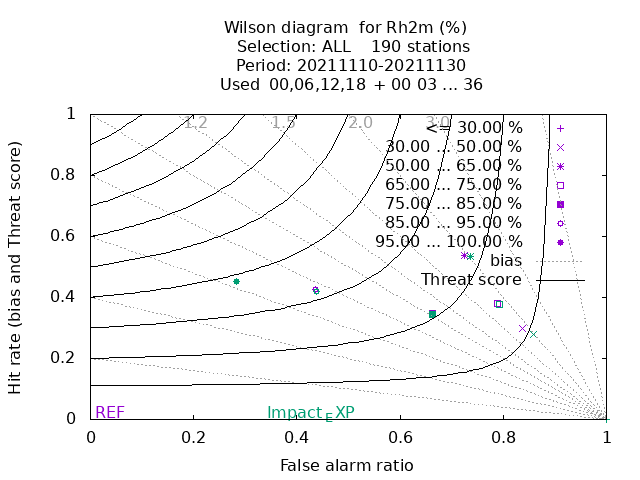 Wilson diagram for Rh2m (%)
Selection: ALL 190 stations
Period: 20211110-20211130
Used 00,06,12,18 + 00 03 ... 36
1
0.8
0.6
0.4
0.2
0
0
0.2
0.4
0.6
0.8
1
Hit rate (bias and Threat score)
False alarm ratio
1.2
1.5
2.0
3.0
<= 30.00 %
30.00 ... 50.00 %
50.00 ... 65.00 %
65.00 ... 75.00 %
75.00 ... 85.00 %
85.00 ... 95.00 %
95.00 ... 100.00 %
bias
Threat score
REF
Impact_EXP